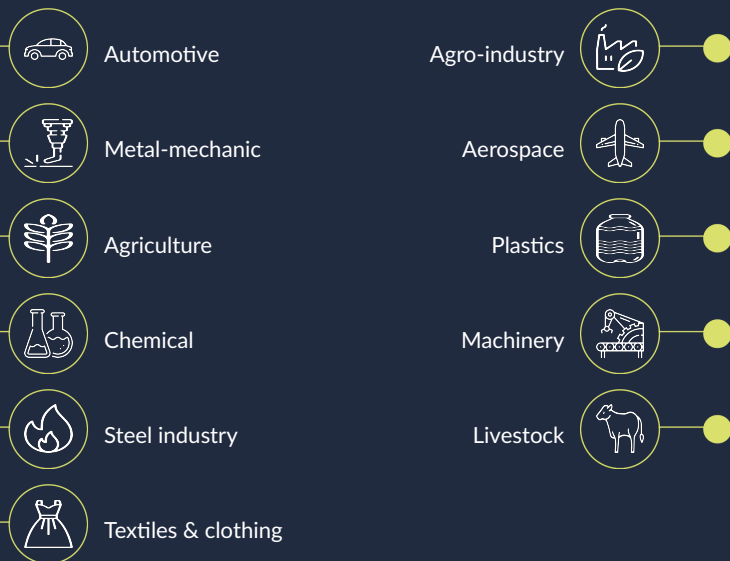 Automotive
Metal-mechanic
Agriculture
Chemical
Steel industry
Textiles & clothing
Agro-industry
Aerospace
Plastics
Machinery
Livestock